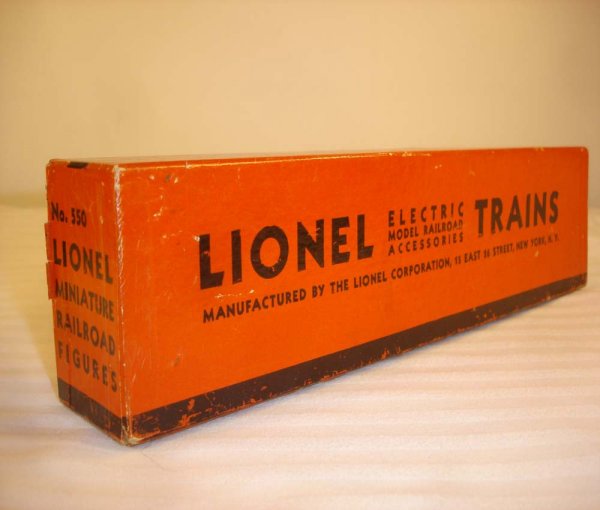 No. 550
LIONEL
MINIATURE
RAILROAD
FIGURES
LIONEL ELECTRIC MODEL RAILROAD ACCESSORIES TRAINS
MANUFACTURED BY THE LIONEL CORPORATION, 15 EAST 26 STREET, NEW YORK, N. Y.